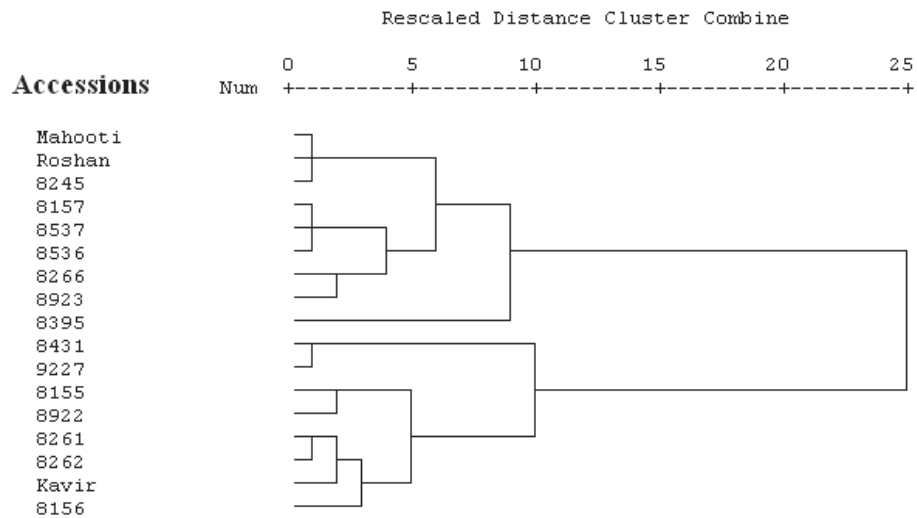 Rescaled Distance Cluster Combine
0 5 10 15 20 25
Accessions Num +---------+---------+---------+---------+---------+
Mahooti
Roshan
8245
8157
8537
8536
8266
8923
8395
8431
9227
8155
8922
8261
8262
Kavir
8156